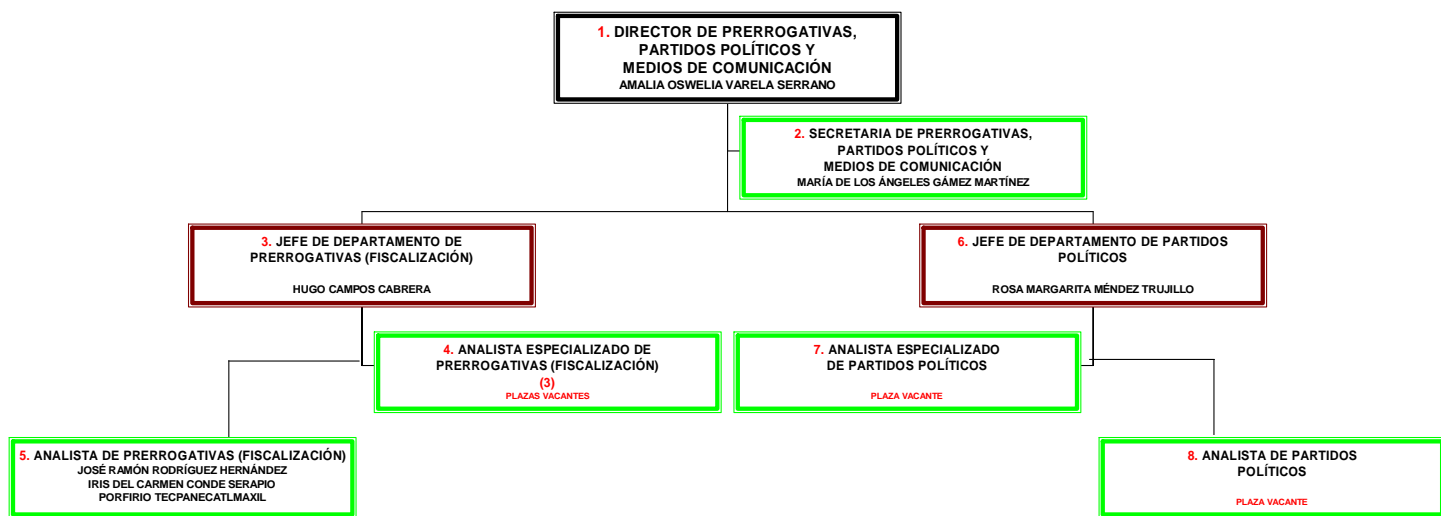 1. DIRECTOR DE PRERROGATIVAS,
PARTIDOS POLÍTICOS Y
MEDIOS DE COMUNICACIÓN
AMALIA OSWELIA VARELA SERRANO
2. SECRETARIA DE PRERROGATIVAS,
PARTIDOS POLÍTICOS Y
MEDIOS DE COMUNICACIÓN
MARÍA DE LOS ÁNGELES GÁMEZ MARTÍNEZ
3. JEFE DE DEPARTAMENTO DE
PRERROGATIVAS (FISCALIZACIÓN)
HUGO CAMPOS CABRERA
6. JEFE DE DEPARTAMENTO DE PARTIDOS
POLÍTICOS
ROSA MARGARITA MÉNDEZ TRUJILLO
4. ANALISTA ESPECIALIZADO DE
PRERROGATIVAS (FISCALIZACIÓN)
(3)
PLAZAS VACANTES
7. ANALISTA ESPECIALIZADO
DE PARTIDOS POLÍTICOS
PLAZA VACANTE
5. ANALISTA DE PRERROGATIVAS (FISCALIZACIÓN)
JOSÉ RAMÓN RODRÍGUEZ HERNÁNDEZ
IRIS DEL CARMEN CONDE SERAPIO
PORFIRIO TECPANECATLMAXIL
8. ANALISTA DE PARTIDOS
POLÍTICOS
PLAZA VACANTE